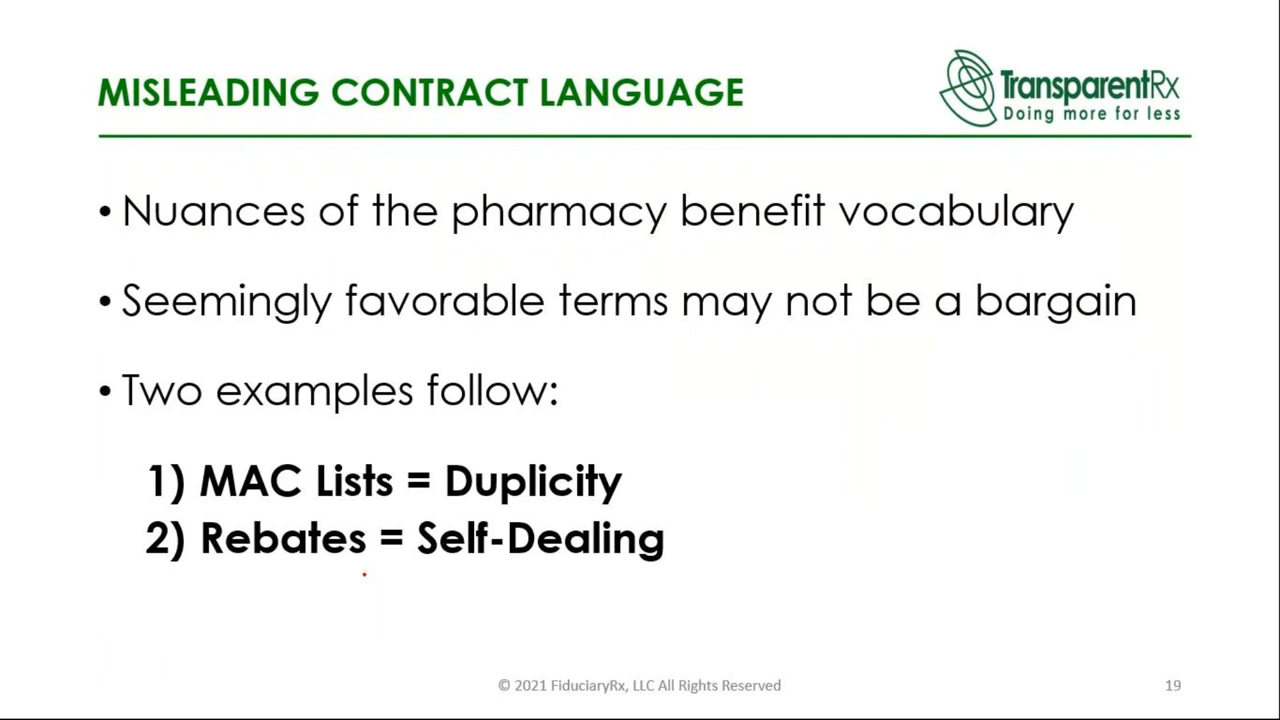 MISLEADING CONTRACT LANGUAGE
TransparentRx
Doing more for less
• Nuances of the pharmacy benefit vocabulary
• Seemingly favorable terms may not be a bargain
• Two examples follow:
1) MAC Lists = Duplicity
2) Rebates = Self-Dealing
© 2021 FiduciaryRx, LLC All Rights Reserved
19